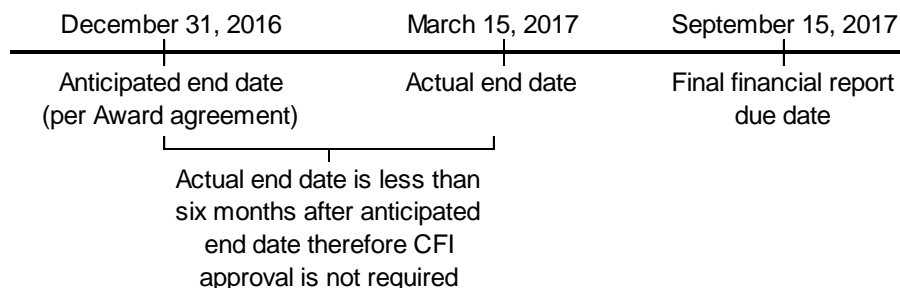 December 31, 2016
March 15, 2017
September 15, 2017
Anticipated end date
(per Award agreement)
Actual end date
Final financial report
due date
Actual end date is less than
six months after anticipated
end date therefore CFI
approval is not required